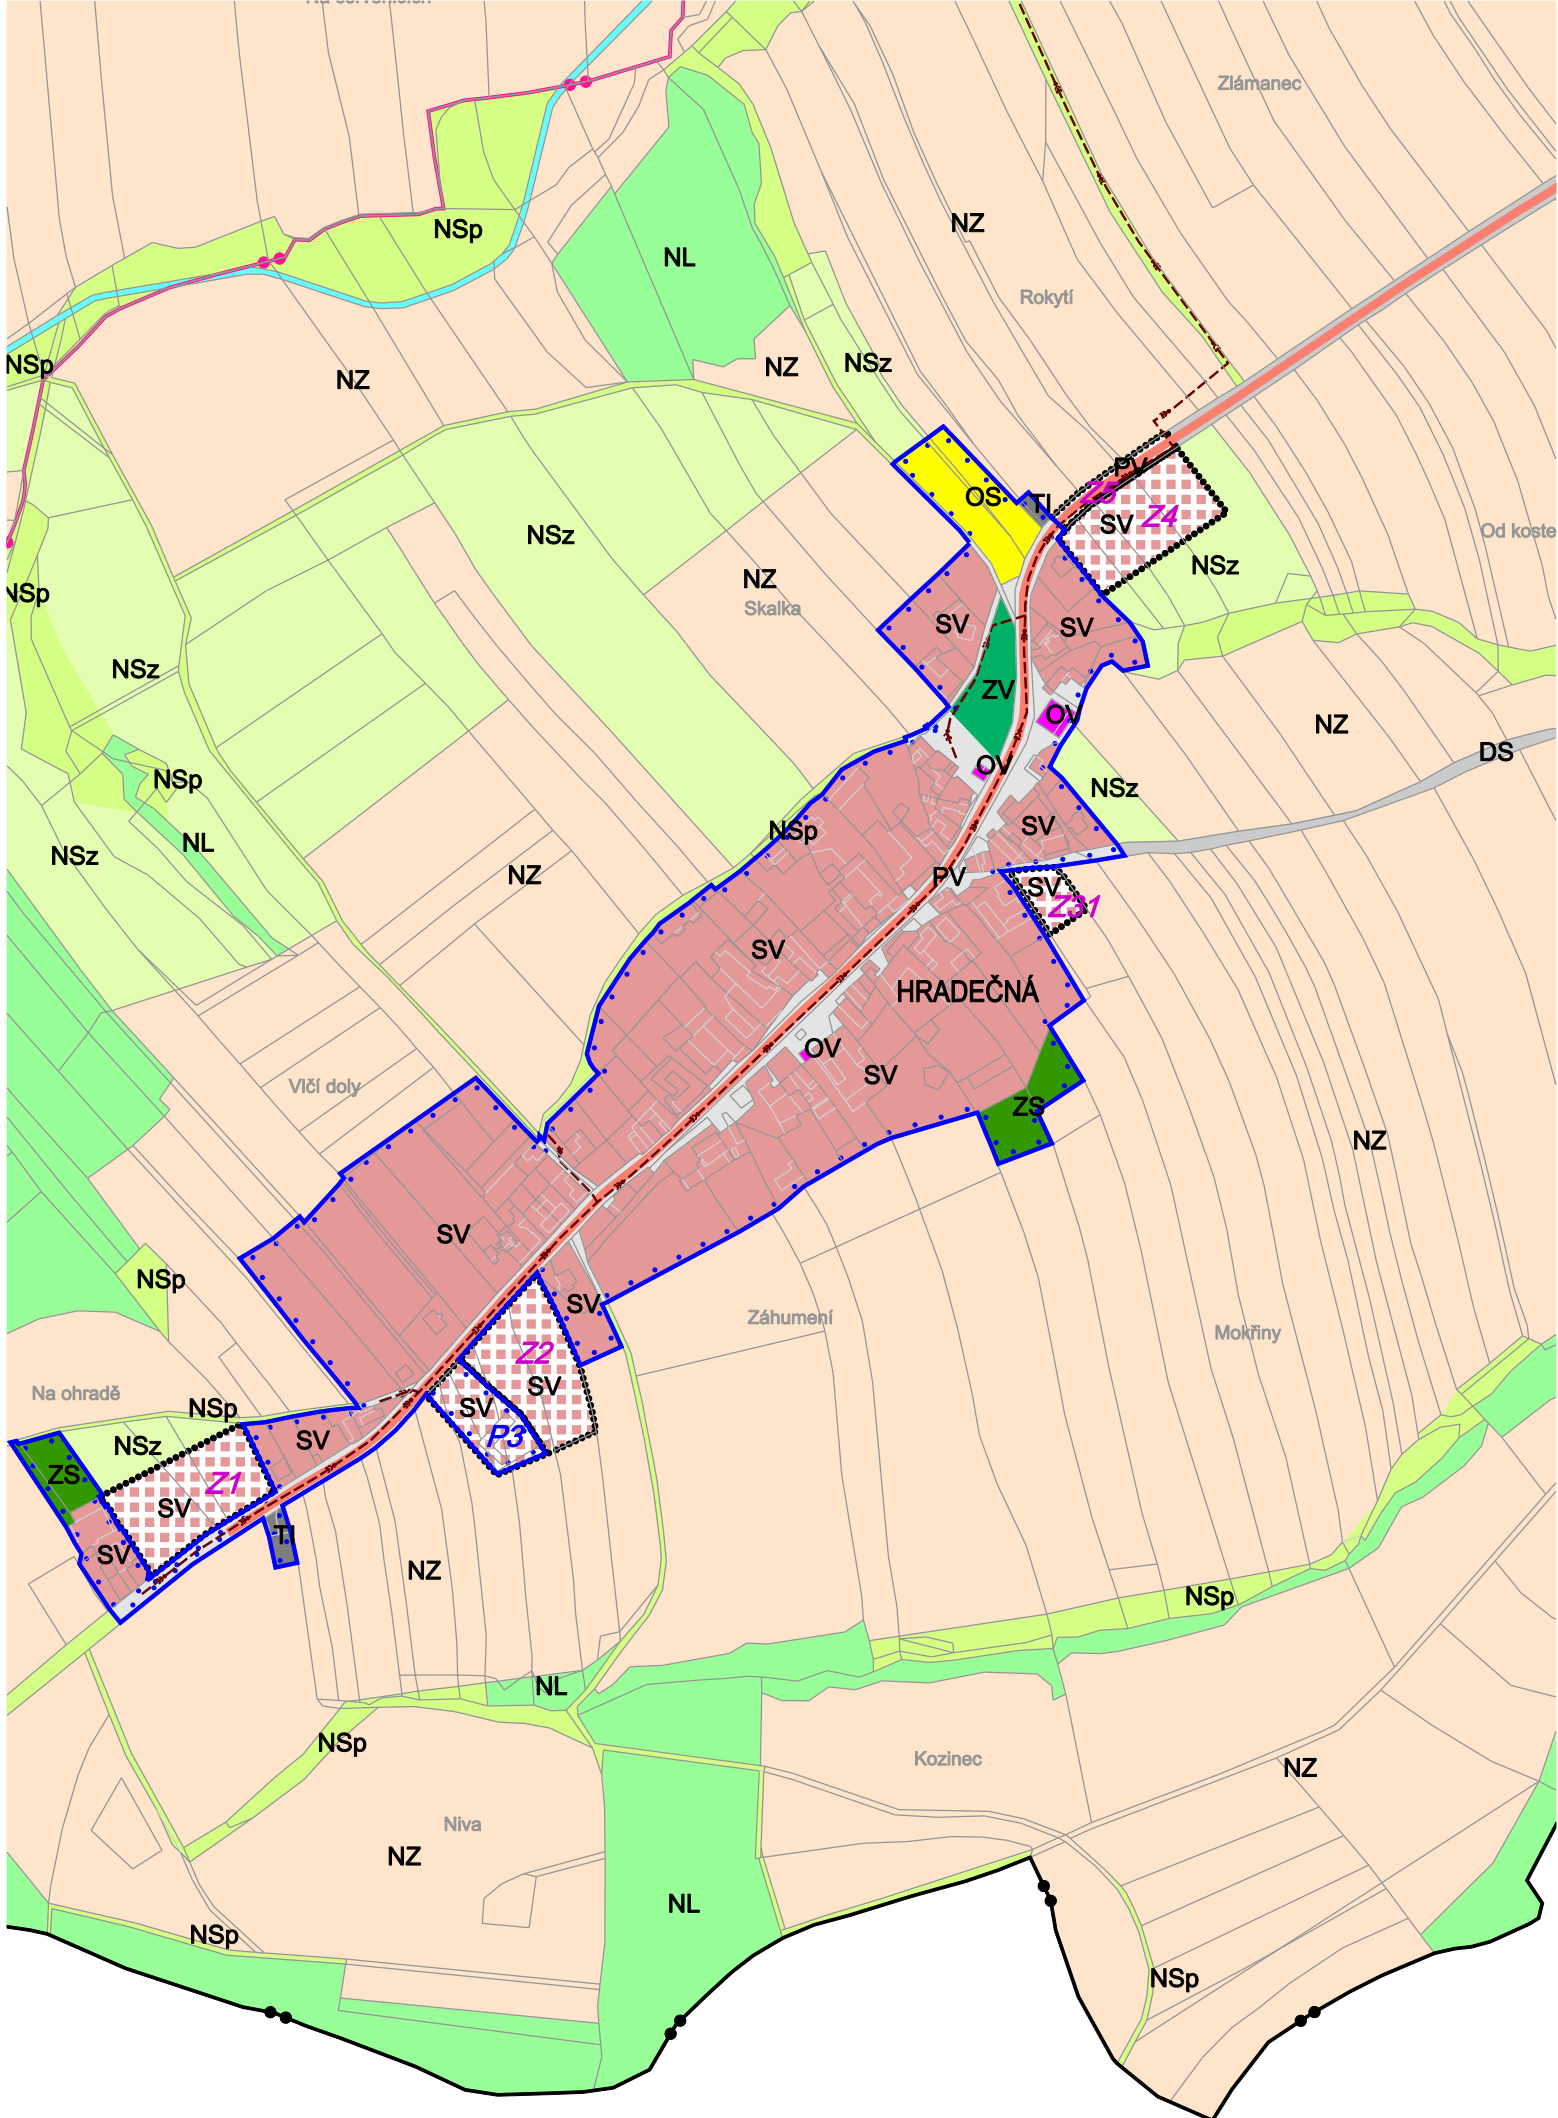 Zlámanec
NZ
NSp
NL
Rokytí
NSp
NSz
NZ
NZ
PV
Z5
OS
TI
Z4
SV
Od koste
NSz
NSz
NZ
NSp
Skalka
SV
SV
NSz
ZV
OV
NZ
DS
OV
NSp
NSz
SV
NSp
NL
NSz
NZ
PV
SV
Z31
SV
HRADEČNÁ
OV
SV
Vlčí doly
ZS
NZ
SV
NSp
SV
Záhumení
Mokřiny
Z2
SV
Na ohradě
NSp
SV
P3
SV
NSz
ZS
Z1
SV
TI
SV
NZ
NSp
NL
NSp
Kozinec
NZ
Niva
NZ
NL
NSp
NSp